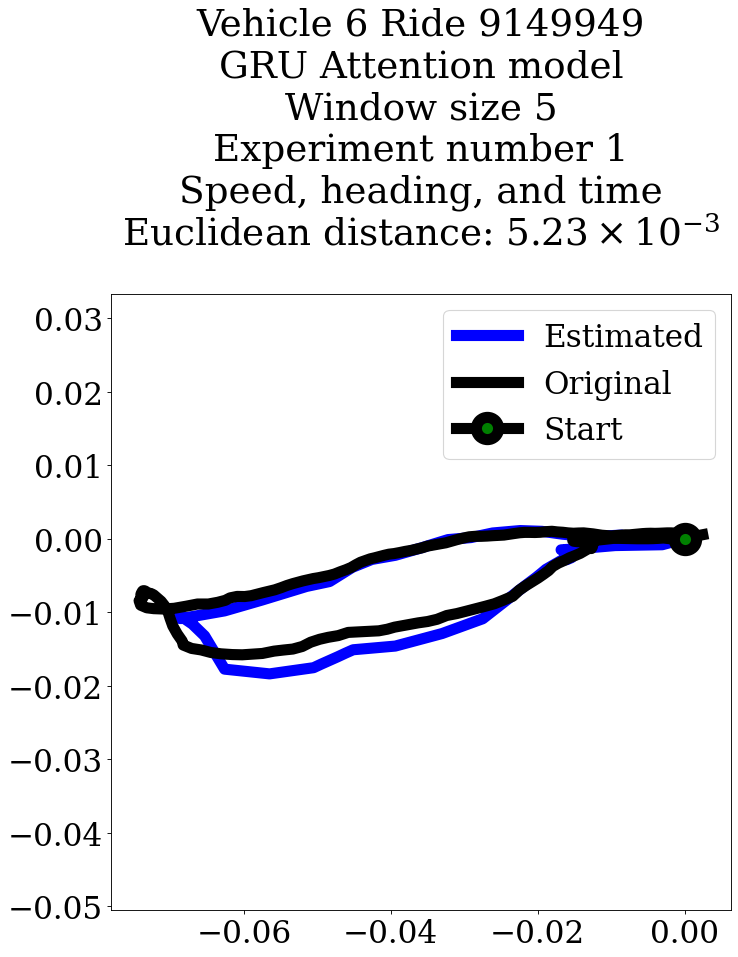 Vehicle 6 Ride 9149949
GRU Attention model
Window size 5
Experiment number 1
Speed, heading, and time
Euclidean distance: 5.23 × 10⁻³
Estimated
Original
Start
0.03
0.02
0.01
0.00
−0.01
−0.02
−0.03
−0.04
−0.05
−0.06 −0.04 −0.02 0.00